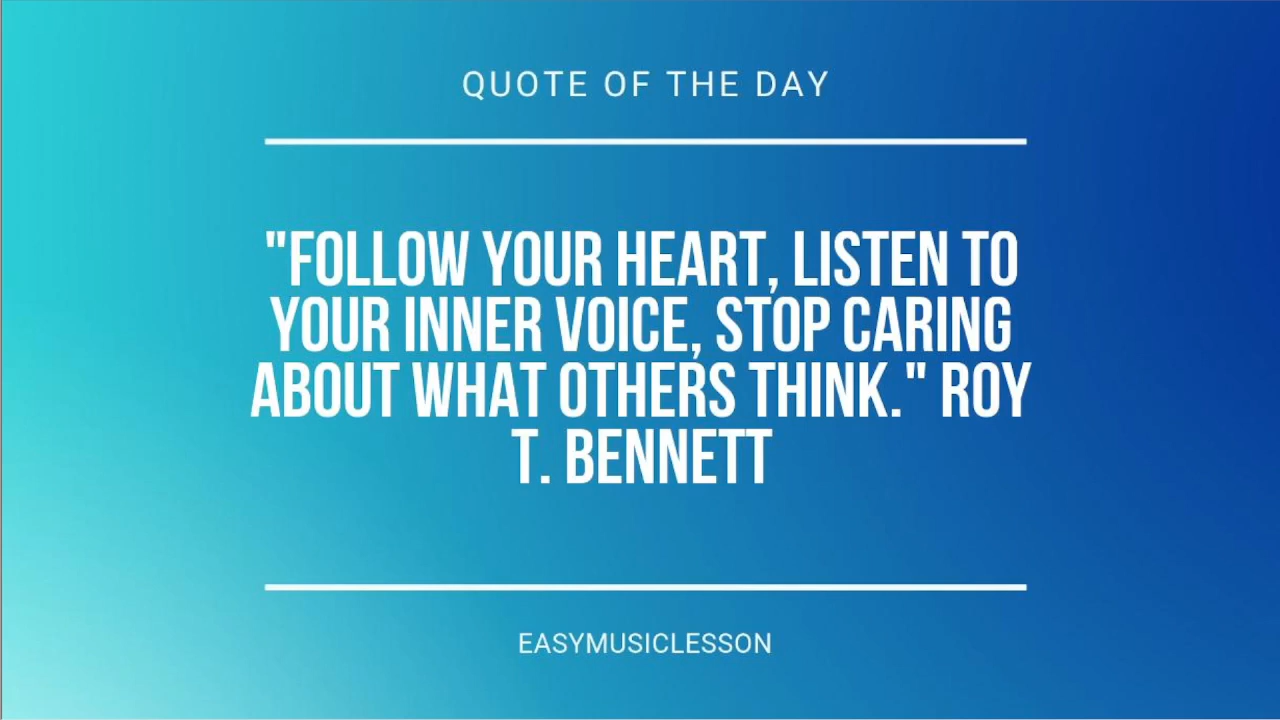 QUOTE OF THE DAY
"FOLLOW YOUR HEART, LISTEN TO
YOUR INNER VOICE, STOP CARING
ABOUT WHAT OTHERS THINK." ROY
T. BENNETT
EASYMUSICLESSON